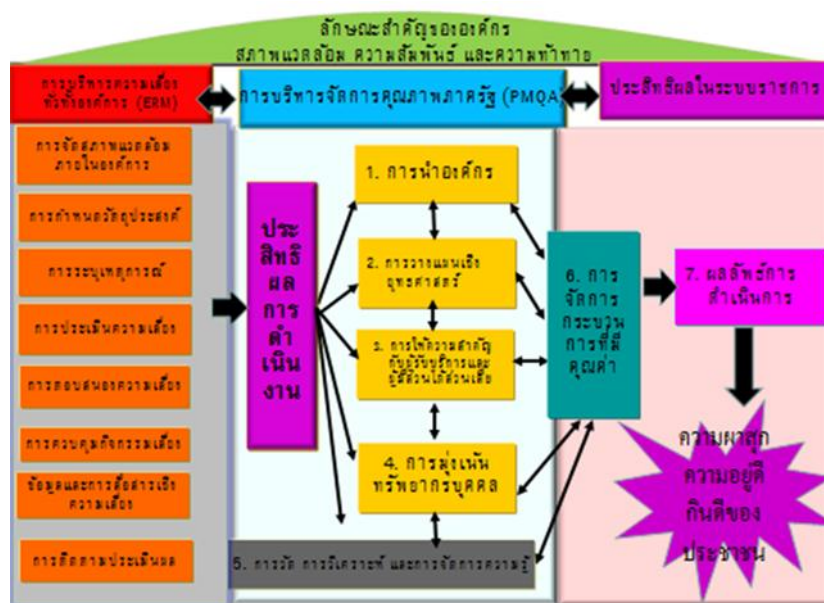 ลักษณะสำคัญขององค์กร
สภาพแวดล้อม ความสัมพันธ์ และความท้าทาย
การบริหารความเสี่ยง
ทั่วทั้งองค์การ (ERM)
การบริหารจัดการคุณภาพภาครัฐ (PMQA)
ประสิทธิผลในระบบราชการ
การจัดสภาพแวดล้อม
ภายในองค์การ
การกำหนดวัตถุประสงค์
การระบุเหตุการณ์
การประเมินความเสี่ยง
การตอบสนองความเสี่ยง
การควบคุมกิจกรรมเสี่ยง
ข้อมูลและการสื่อสารเชิง
ความเสี่ยง
การติดตามประเมินผล
ประ
สิทธิ
ผล
การ
ดำ
เนิน
งาน
1. การนำองค์กร
2. การวางแผนเชิง
ยุทธศาสตร์
3. การให้ความสำคัญ
กับผู้รับบริการและ
ผู้มีส่วนได้ส่วนเสีย
4. การมุ่งเน้น
ทรัพยากรบุคคล
5. การวัด การวิเคราะห์ และการจัดการความรู้
6. การ
จัดการ
กระบวน
การที่มี
คุณค่า
7. ผลลัพธ์การ
ดำเนินการ
ความผาสุก
ความอยู่ดี
กินดีของ
ประชาชน